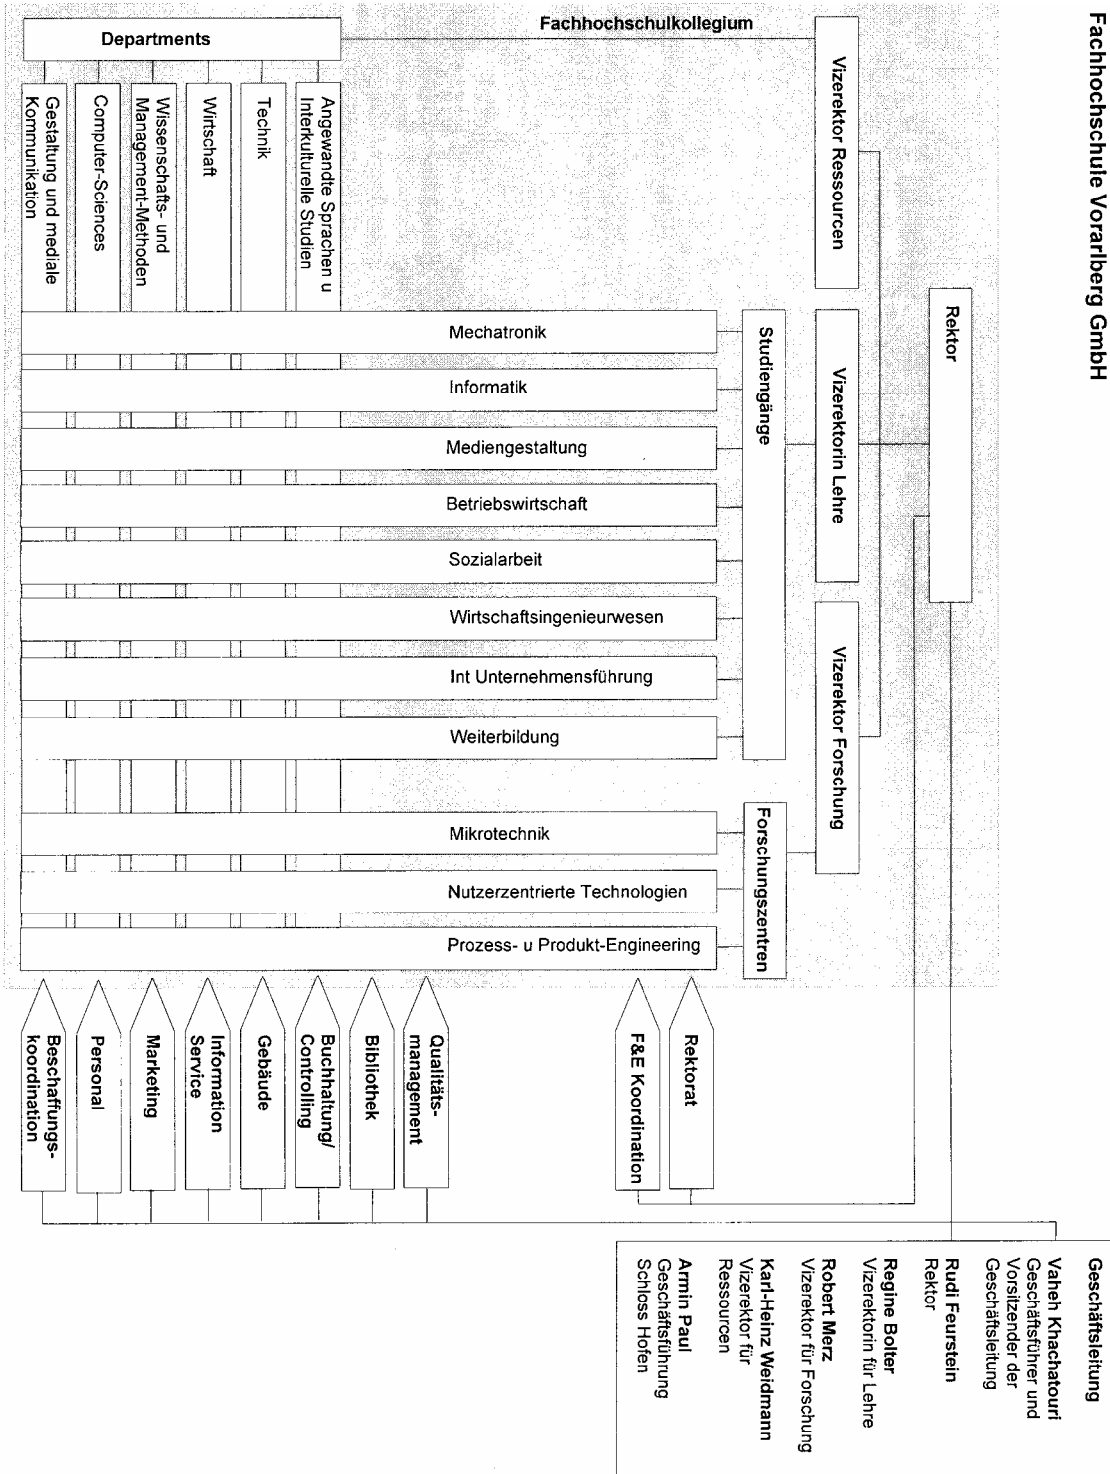 Fachhochschule Vorarlberg GmbH
Geschäftsleitung
Vaheh Khachatouri
Geschäftsführer und
Vorsitzender der
Geschäftsleitung
Rudi Feurstein
Rektor
Regine Bolter
Vizerektorin für Lehre
Robert Merz
Vizerektor für Forschung
Karl-Heinz Weidmann
Vizerektor für
Ressourcen
Armin Paul
Geschäftsführung
Schloss Hofen
Rektor
Vizerektor Ressourcen
Vizerektorin Lehre
Vizerektor Forschung
Fachhochschulkollegium
Studiengänge
Forschungszentren
Departments
Angewandte Sprachen u
Interkulturelle Studien
Technik
Wirtschaft
Wissenschafts- und
Management-Methoden
Computer-Sciences
Gestaltung und mediale
Kommunikation
Mechatronik
Informatik
Mediengestaltung
Betriebswirtschaft
Sozialarbeit
Wirtschaftsingenieurwesen
Int Unternehmensführung
Weiterbildung
Mikrotechnik
Nutzerzentrierte Technologien
Prozess- u Produkt-Engineering
Rektorat
F&E Koordination
Qualitäts-
management
Bibliothek
Buchhaltung/
Controlling
Gebäude
Information
Service
Marketing
Personal
Beschaffungs-
koordination